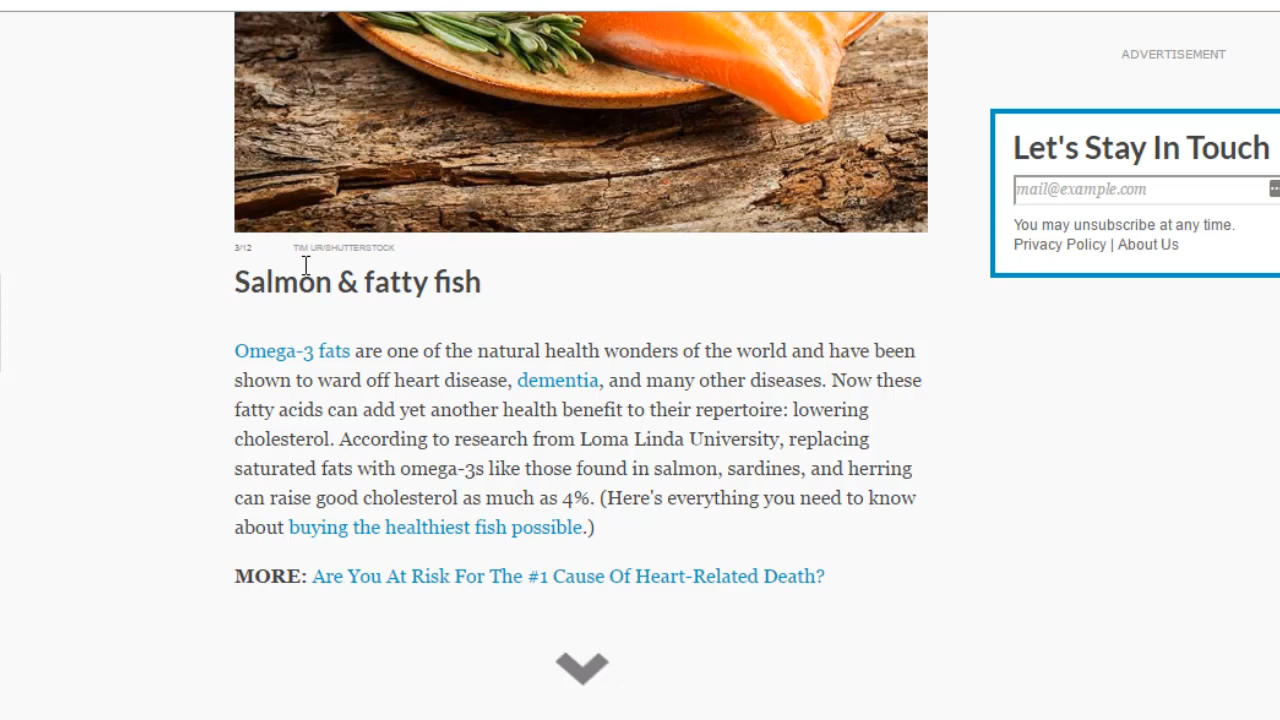 ADVERTISEMENT
Let's Stay In Touch
mail@example.com
You may unsubscribe at any time.
Privacy Policy | About Us
3/12 TIM UR/SHUTTERSTOCK
Salmon & fatty fish
Omega-3 fats are one of the natural health wonders of the world and have been
shown to ward off heart disease, dementia, and many other diseases. Now these
fatty acids can add yet another health benefit to their repertoire: lowering
cholesterol. According to research from Loma Linda University, replacing
saturated fats with omega-3s like those found in salmon, sardines, and herring
can raise good cholesterol as much as 4%. (Here's everything you need to know
about buying the healthiest fish possible.)
MORE: Are You At Risk For The #1 Cause Of Heart-Related Death?